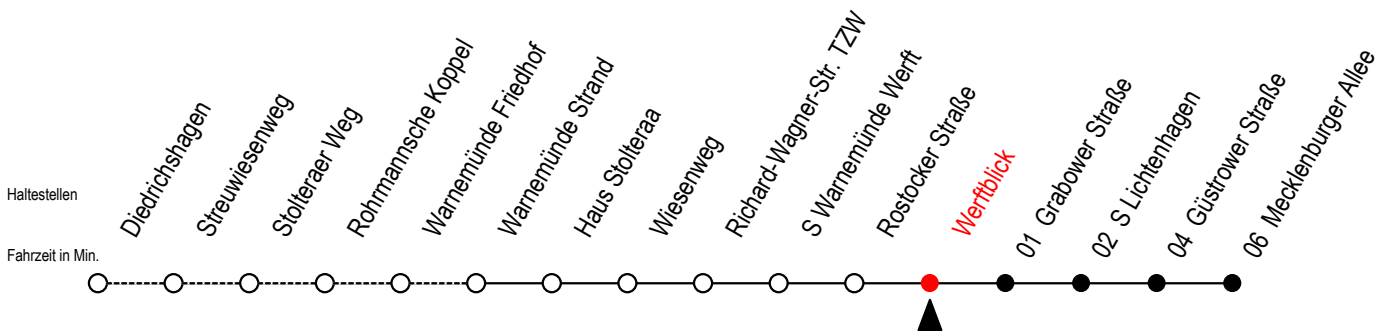 Haltestellen
Fahrzeit in Min.
Diedrichshagen
Streuwiesenweg
Stolteraer Weg
Rohrmannsche Koppel
Warnemünde Friedhof
Warnemünde Strand
Haus Stolteraa
Wiesenweg
Richard-Wagner-Str. TZW
S Warnemünde Werft
Rostocker Straße
Werftblick
01 Grabower Straße
02 S Lichtenhagen
04 Güstrower Straße
06 Mecklenburger Allee